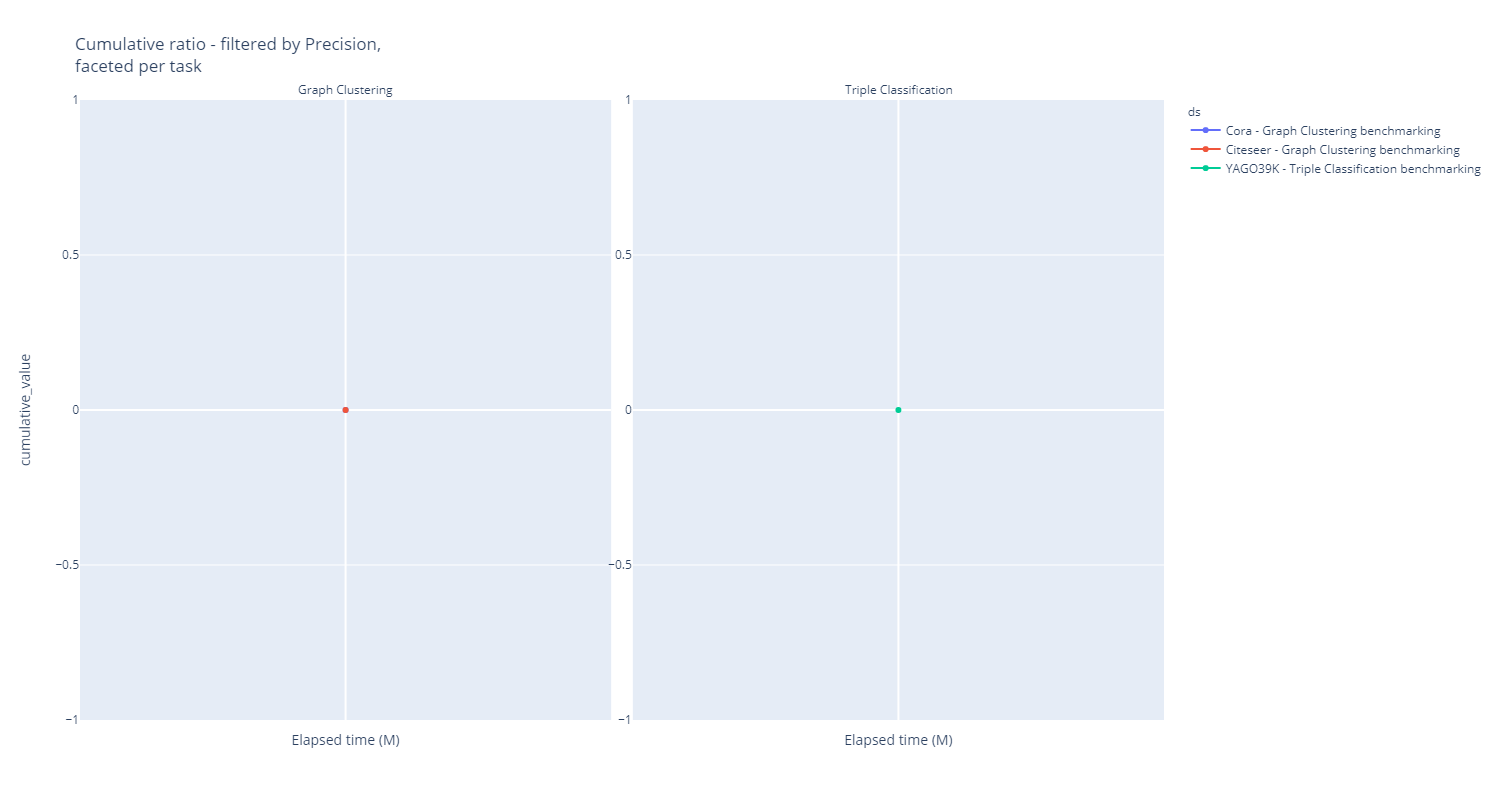 Cumulative ratio - filtered by Precision,
faceted per task
Graph Clustering
Triple Classification
1
0.5
0
−0.5
−1
1
0.5
0
−0.5
−1
cumulative_value
Elapsed time (M)
Elapsed time (M)
ds
Cora - Graph Clustering benchmarking
Citeseer - Graph Clustering benchmarking
YAGO39K - Triple Classification benchmarking